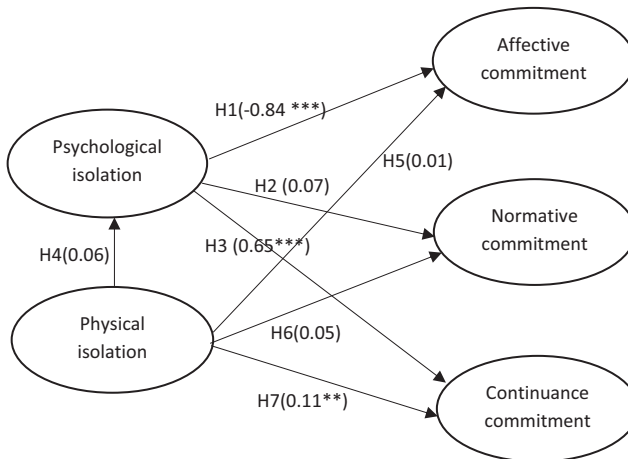 Affective
commitment
H1(-0.84 ***)
Psychological
isolation
H5(0.01)
H2 (0.07)
Normative
commitment
H3 (0.65***)
H4(0.06)
Physical
isolation
H6(0.05)
H7(0.11**)
Continuance
commitment